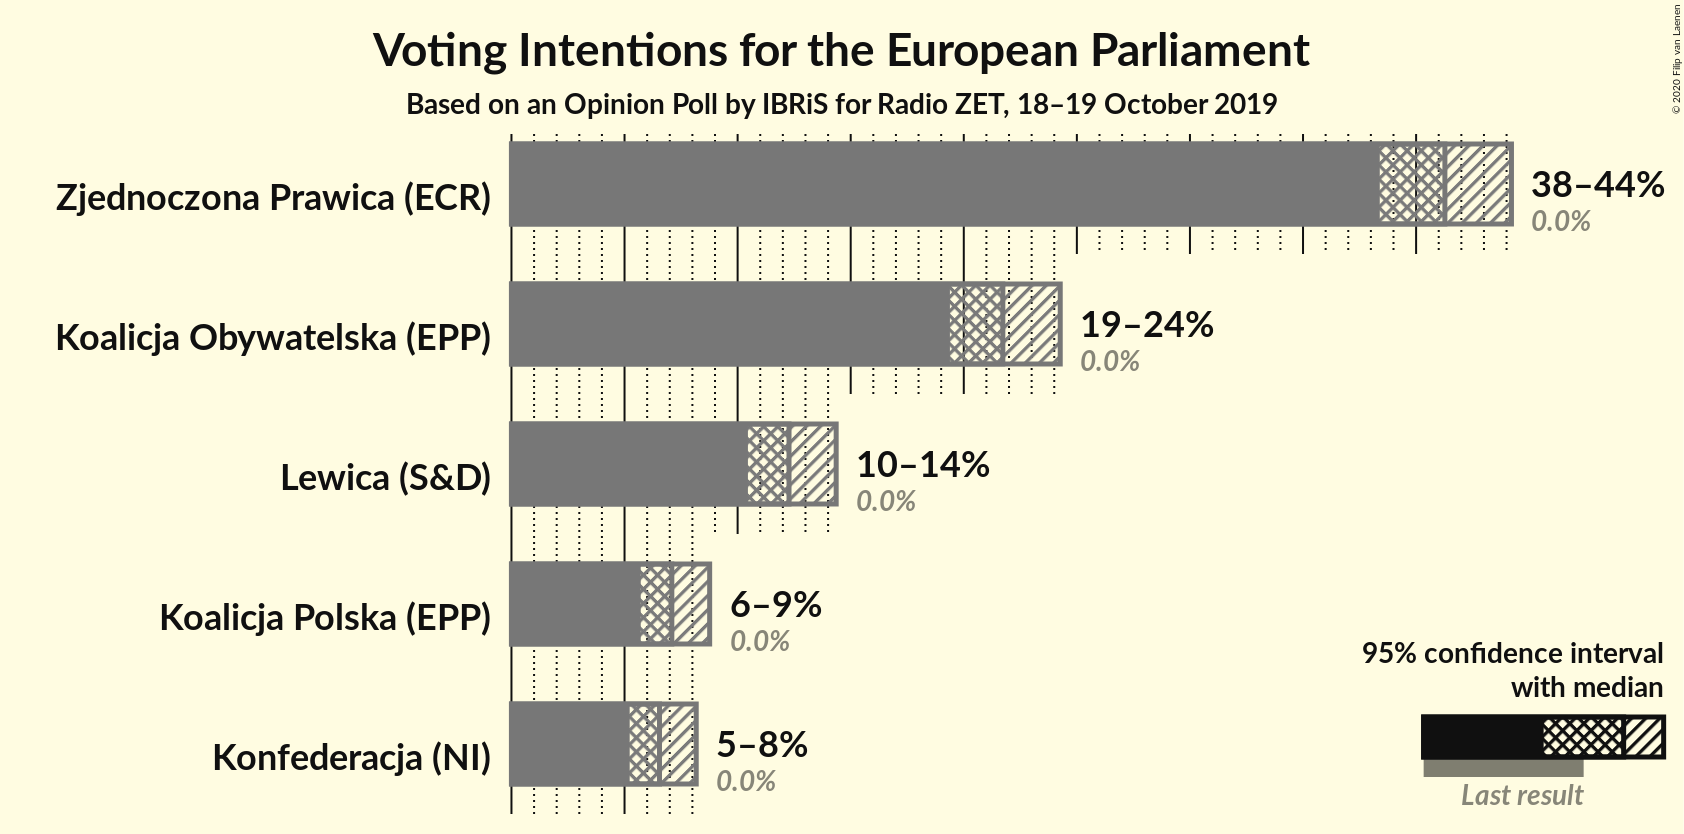 Voting Intentions for the European Parliament
Based on an Opinion Poll by IBRiS for Radio ZET, 18–19 October 2019
© 2020 Filip van Laenen
Zjednoczona Prawica (ECR)
38–44%
0.0%
Koalicja Obywatelska (EPP)
19–24%
0.0%
Lewica (S&D)
10–14%
0.0%
Koalicja Polska (EPP)
6–9%
0.0%
Konfederacja (NI)
5–8%
0.0%
95% confidence interval
with median
Last result